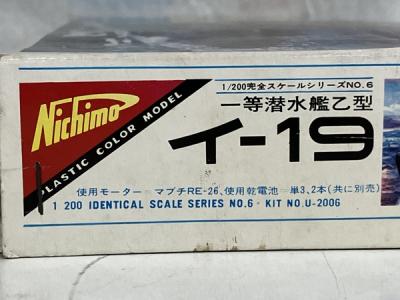 Nichimo
PLASTIC COLOR MODEL
1/200完全スケールシリーズNO.6
一等潜水艦乙型
イ-19
使用モーター＝マブチRE-26、使用乾電池＝単3、2本(共に別売)
1 200 IDENTICAL SCALE SERIES NO.6・KIT NO.U-2006